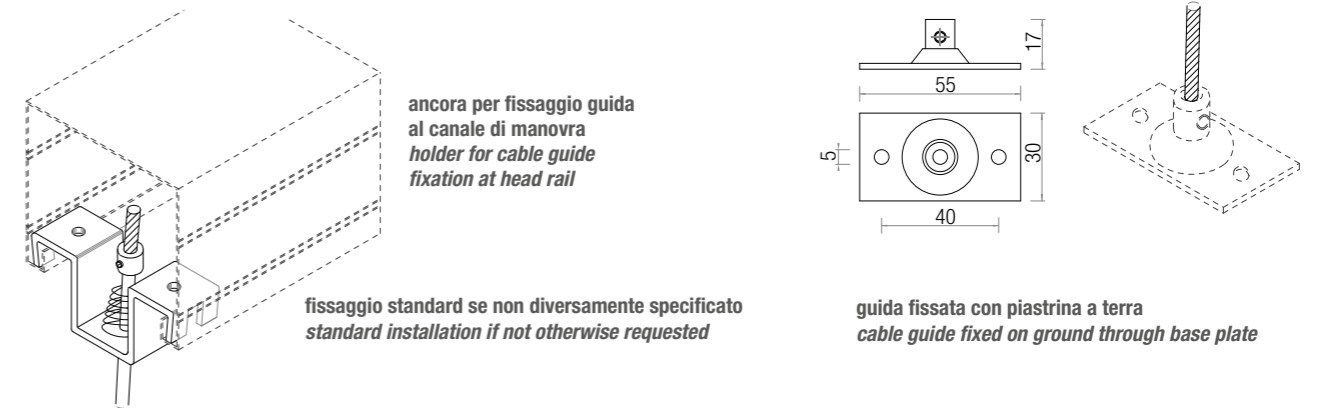 ancora per fissaggio guida
al canale di manovra
holder for cable guide
fixation at head rail
fissaggio standard se non diversamente specificato
standard installation if not otherwise requested
17
55
5
30
40
guida fissata con piastrina a terra
cable guide fixed on ground through base plate